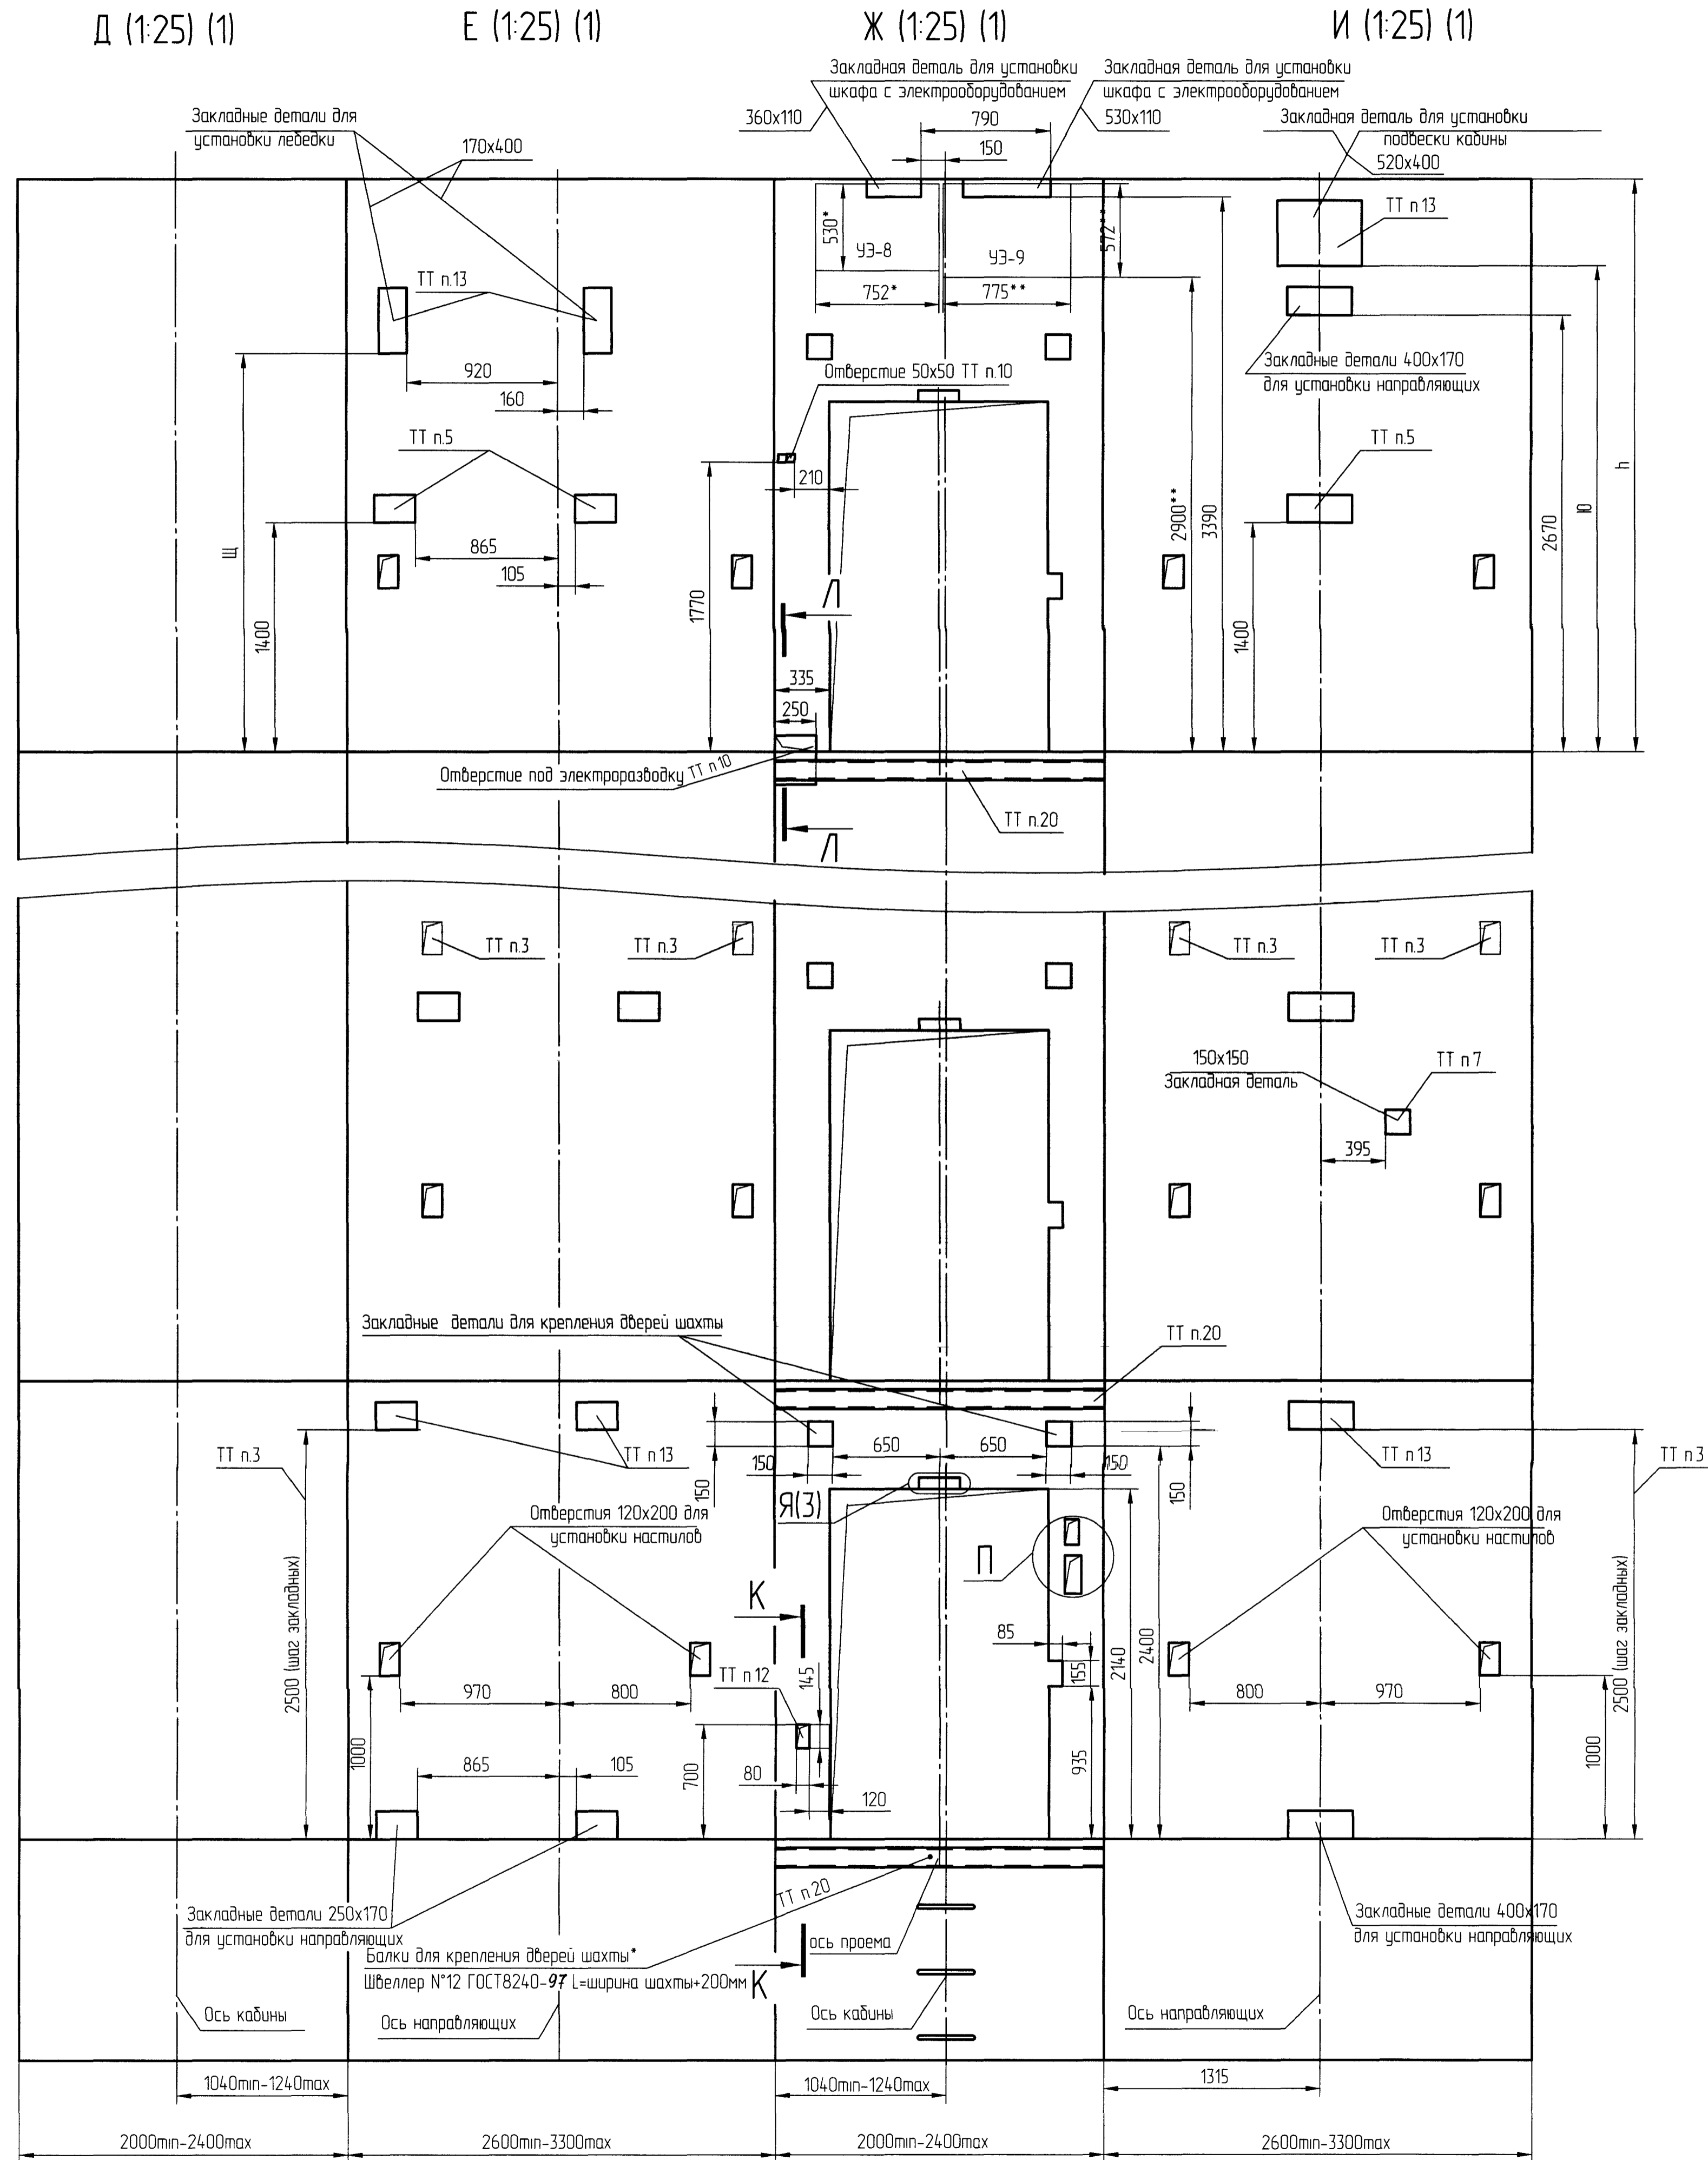 Д (1:25) (1)
Е (1:25) (1)
Ж (1:25) (1)
И (1:25) (1)
Закладные детали для
установки лебедки
170х400
Закладная деталь для установки
шкафа с электрооборудованием
360х110
790
150
Закладная деталь для установки
шкафа с электрооборудованием
530х110
Закладная деталь для установки
подвески кабины
520х400
ТТ п 13
ТТ п.13
530*
УЭ-8
752*
УЭ-9
572**
775**
920
160
Отверстие 50х50 ТТ п.10
Закладные детали 400х170
для установки направляющих
ТТ п.5
865
105
Щ
1400
210
1770
Л
335
250
2900**
3390
ТТ п.5
1400
2670
Ю
h
Отверстие под электроразводку
ТТ п 10
ТТ п.20
Л
ТТ п.3
ТТ п.3
ТТ п.3
ТТ п.3
ТТ п.3
150х150
Закладная деталь
ТТ п 7
395
Закладные детали для крепления дверей шахты
ТТ п.20
ТТ п.3
ТТ п 13
150
150
650
650
150
150
ТТ п 13
ТТ п 3
Я(3)
Отверстия 120х200 для
установки настилов
П
Отверстия 120х200 для
установки настилов
2500 (шаг закладных)
К
ТТ п 12
145
85
155
2140
2400
2500 (шаг закладных)
970
800
800
970
1000
865
105
700
80
120
935
1000
Закладные детали 250х170
для установки направляющих
ТТ п 20
Закладные детали 400х170
для установки направляющих
Балки для крепления дверей шахты*
Швеллер N°12 ГОСТ8240-97 L=ширина шахты+200мм
К
ось проема
Ось кабины
Ось направляющих
Ось кабины
Ось направляющих
1040min-1240max
1040min-1240max
1315
2000min-2400max
2600min-3300max
2000min-2400max
2600min-3300max